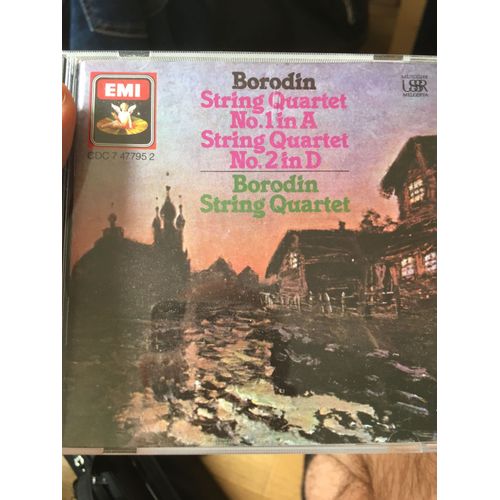 EMI
CDC 7 47795 2
Borodin
String Quartet
No.1 in A
String Quartet
No.2 in D
Borodin
String Quartet
USSR